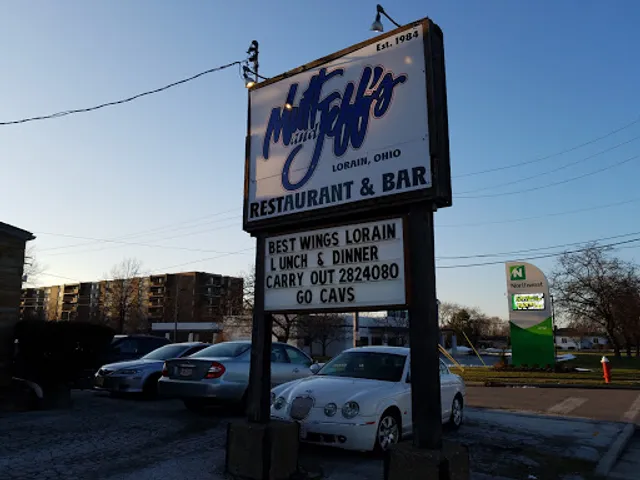 Est. 1984
Mutt
and
Jeff's
LORAIN, OHIO
RESTAURANT & BAR
BEST WINGS LORAIN
LUNCH & DINNER
CARRY OUT 2824080
GO CAVS
Northwest